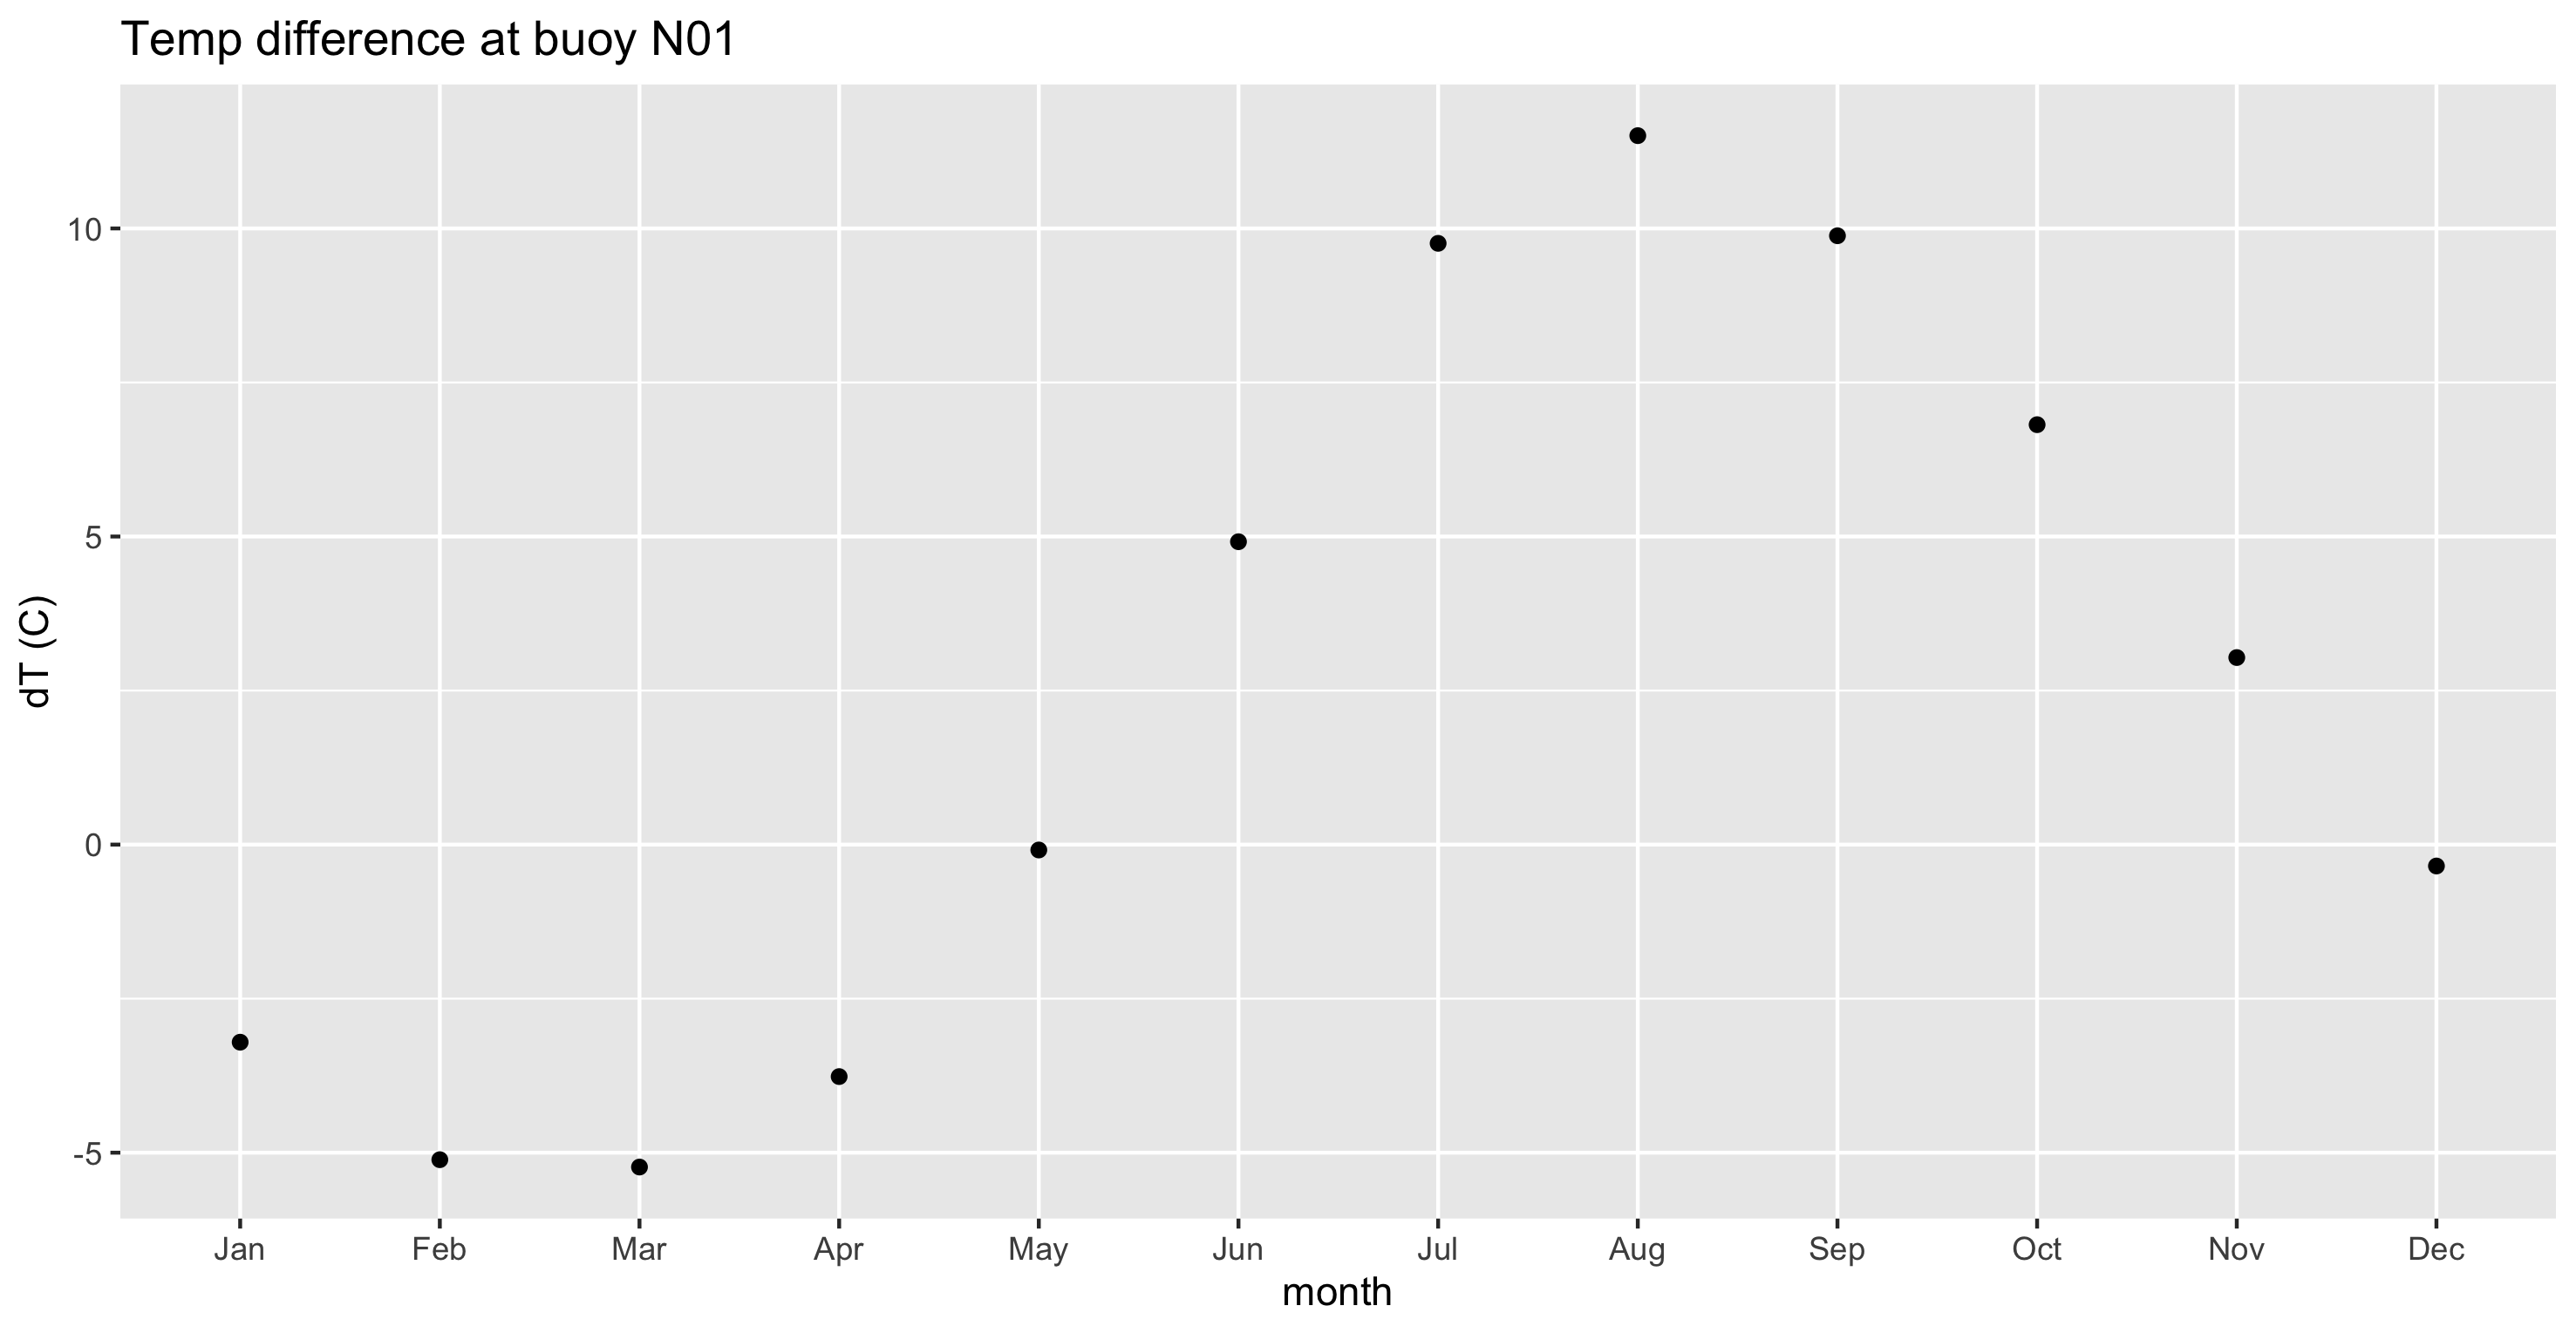 Temp difference at buoy N01
10
5
0
-5
dT (C)
Jan Feb Mar Apr May Jun Jul Aug Sep Oct Nov Dec
month